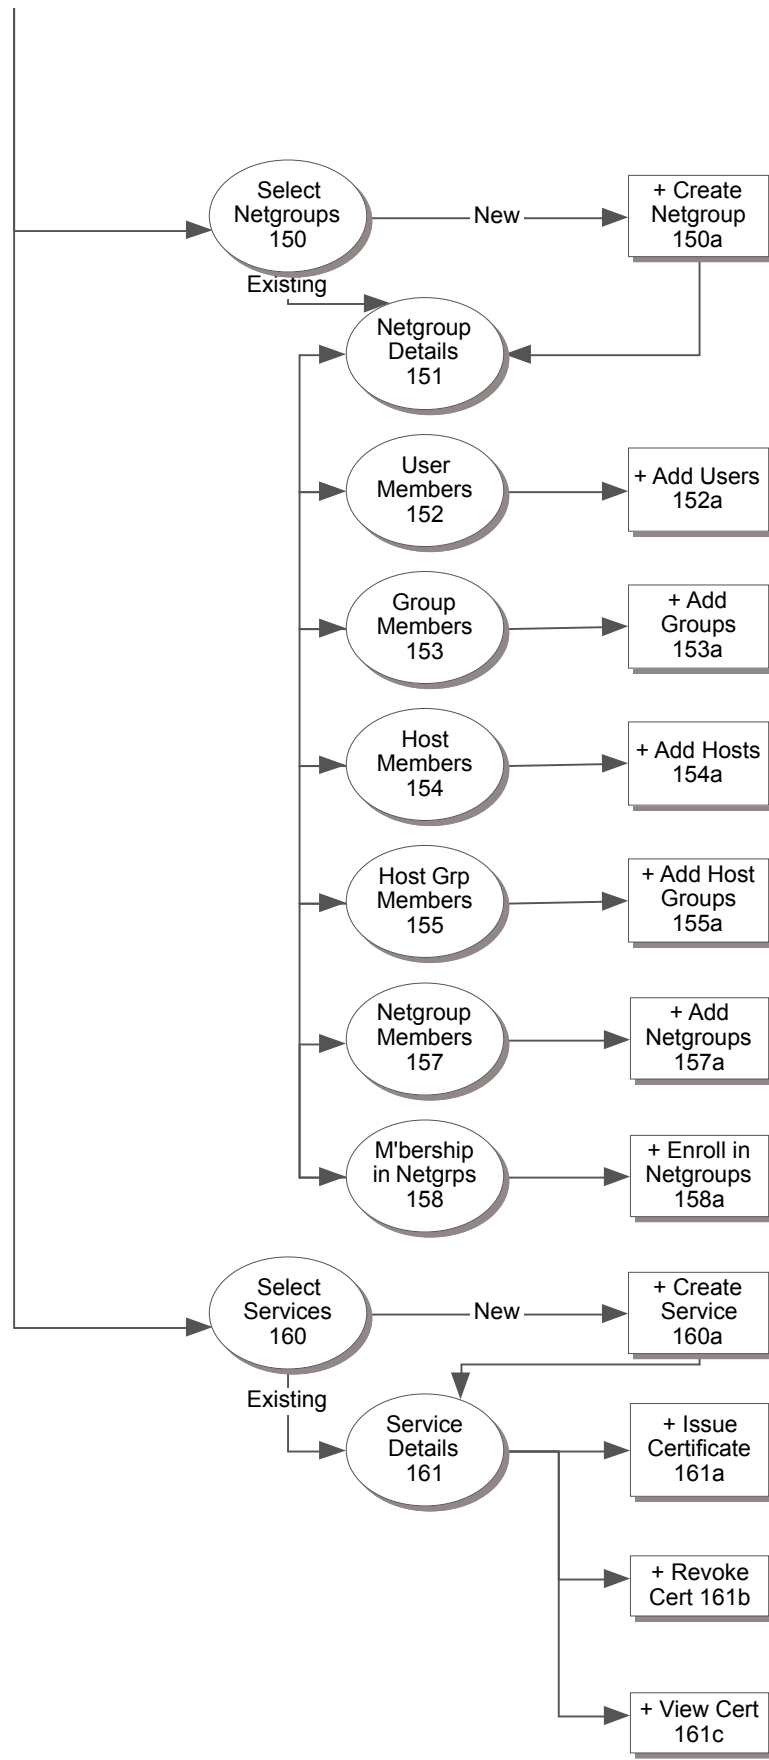 Select
Netgroups
150
New
+ Create
Netgroup
150a
Existing
Netgroup
Details
151
User
Members
152
+ Add Users
152a
Group
Members
153
+ Add
Groups
153a
Host
Members
154
+ Add Hosts
154a
Host Grp
Members
155
+ Add Host
Groups
155a
Netgroup
Members
157
+ Add
Netgroups
157a
M'bership
in Netgrps
158
+ Enroll in
Netgroups
158a
Select
Services
160
New
+ Create
Service
160a
Existing
Service
Details
161
+ Issue
Certificate
161a
+ Revoke
Cert 161b
+ View Cert
161c